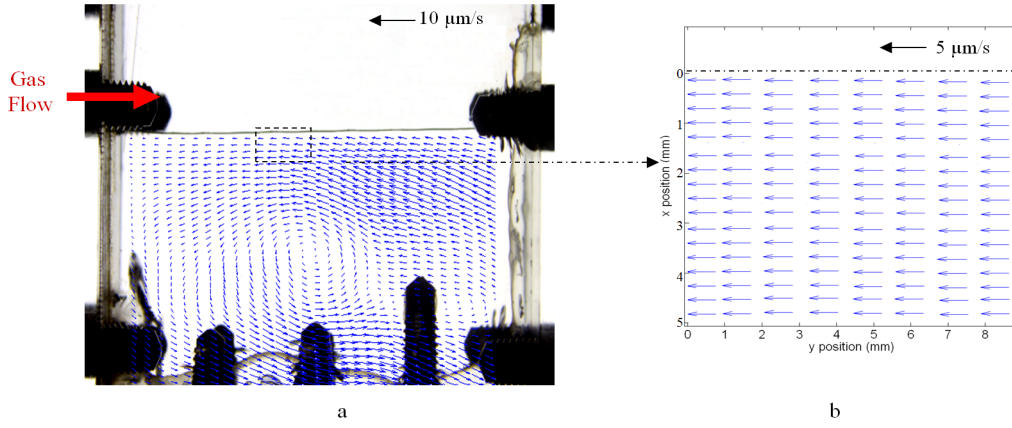 10 μm/s
Gas
Flow
a
5 μm/s
x position (mm)
0
1
2
3
4
5
0 1 2 3 4 5 6 7 8
y position (mm)
b